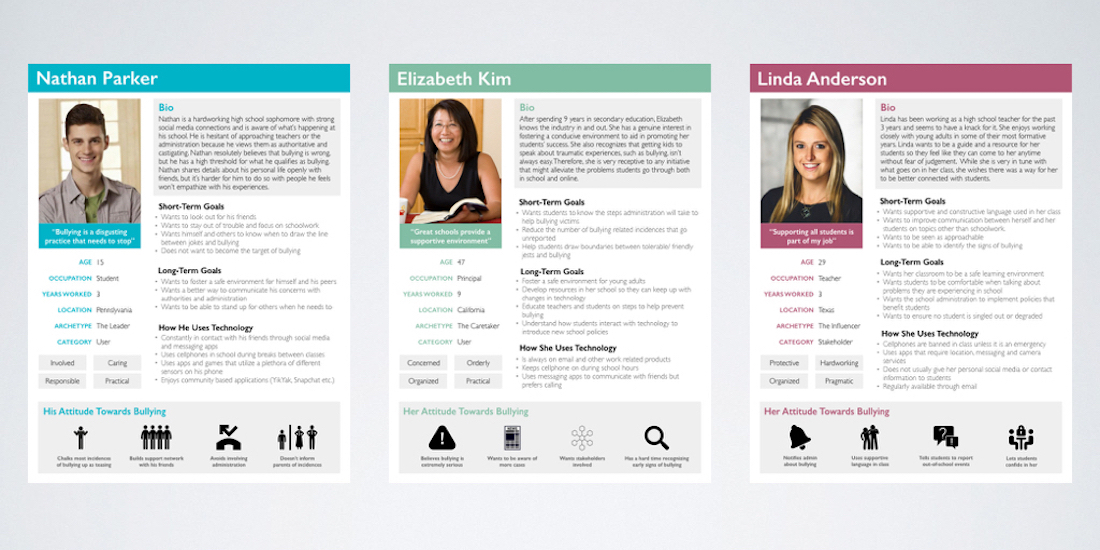 Nathan Parker
Bio
Nathan is a hardworking high school sophomore with strong
social media connections and is aware of what's happening at
his school. He is hesitant of approaching teachers or the
administration because he views them as authoritative and
castigating. Nathan resolutely believes that bullying is wrong,
but he has a high threshold for what he qualifies as bullying.
Nathan shares details about his personal life openly with
friends, but it's harder for him to do so with people he feels
won't empathize with his experiences.
"Bullying is a disgusting
practice that needs to stop"
AGE 15
OCCUPATION Student
YEARS WORKED 3
LOCATION Pennsylvania
ARCHETYPE The Leader
CATEGORY User
Involved Caring
Responsible Practical
Short-Term Goals
• Wants to look out for his friends
• Wants to stay out of trouble and focus on schoolwork
• Wants himself and others to know when to draw the line
between jokes and bullying
• Does not want to become the target of bullying
Long-Term Goals
• Wants to foster a safe environment for himself and his peers
• Wants a better way to communicate his concerns with
authorities and administration
• Wants to be able to stand up for others when he needs to
How He Uses Technology
• Constantly in contact with his friends through social media
and messaging apps
• Uses cellphones in school during breaks between classes
• Uses apps and games that utilize a plethora of different
sensors on his phone
• Enjoys community based applications (YikYak, Snapchat etc.)
His Attitude Towards Bullying
Chalks most incidences
of bullying up as teasing
Builds support network
with his friends
Avoids involving
administration
Doesn't inform
parents of incidences
Elizabeth Kim
Bio
After spending 9 years in secondary education, Elizabeth
knows the industry in and out. She has a genuine interest in
fostering a conducive environment to aid in promoting her
students' success. She also recognizes that getting kids to
speak about traumatic experiences, such as bullying, isn't
always easy. Therefore, she is very receptive to any initiative
that might alleviate the problems students go through both
in school and online.
"Great schools provide a
supportive environment"
AGE 47
OCCUPATION Principal
YEARS WORKED 9
LOCATION California
ARCHETYPE The Caretaker
CATEGORY User
Concerned Orderly
Organized Practical
Short-Term Goals
• Wants students to know the steps administration will take to
help bullying victims
• Reduce the number of bullying related incidences that go
unreported
• Help students draw boundaries between tolerable/ friendly
jests and bullying
Long-Term Goals
• Foster a safe environment for young adults
• Develop resources in her school so they can keep up with
changes in technology
• Educate teachers and students on steps to help prevent
bullying
• Understand how students interact with technology to
introduce new school policies
How She Uses Technology
• Is always on email and other work related products
• Keeps cellphone on during school hours
• Uses messaging apps to communicate with friends but
prefers calling
Her Attitude Towards Bullying
Believes bullying is
extremely serious
NEWS
Wants to be aware of
more cases
Wants stakeholders
involved
Has a hard time recognizing
early signs of bullying
Linda Anderson
Bio
Linda has been working as a high school teacher for the past
3 years and seems to have a knack for it. She enjoys working
closely with young adults in some of their most formative
years. Linda wants to be a guide and a resource for her
students so they feel like they can come to her anytime
without fear of judgement. While she is very in tune with
what goes on in her class, she wishes there was a way for her
to be better connected with students.
"Supporting all students is
part of my job"
AGE 29
OCCUPATION Teacher
YEARS WORKED 3
LOCATION Texas
ARCHETYPE The Influencer
CATEGORY Stakeholder
Protective Hardworking
Organized Pragmatic
Short-Term Goals
• Wants supportive and constructive language used in her class
• Wants to improve communication between herself and her
students on topics other than schoolwork.
• Wants to be seen as approachable
• Wants to be able to identify the signs of bullying
Long-Term Goals
• Wants her classroom to be a safe learning environment
• Wants students to be comfortable when talking about
problems they are experiencing in school
• Wants the school administration to implement policies that
benefit students
• Wants to ensure no student is singled out or degraded
How She Uses Technology
• Cellphones are banned in class unless it is an emergency
• Uses apps that require location, messaging and camera
services
• Does not usually give her personal social media or contact
information to students
• Regularly available through email
Her Attitude Towards Bullying
Notifies admin
about bullying
Uses supportive
language in class
Tells students to report
out-of-school events
Lets students
confide in her